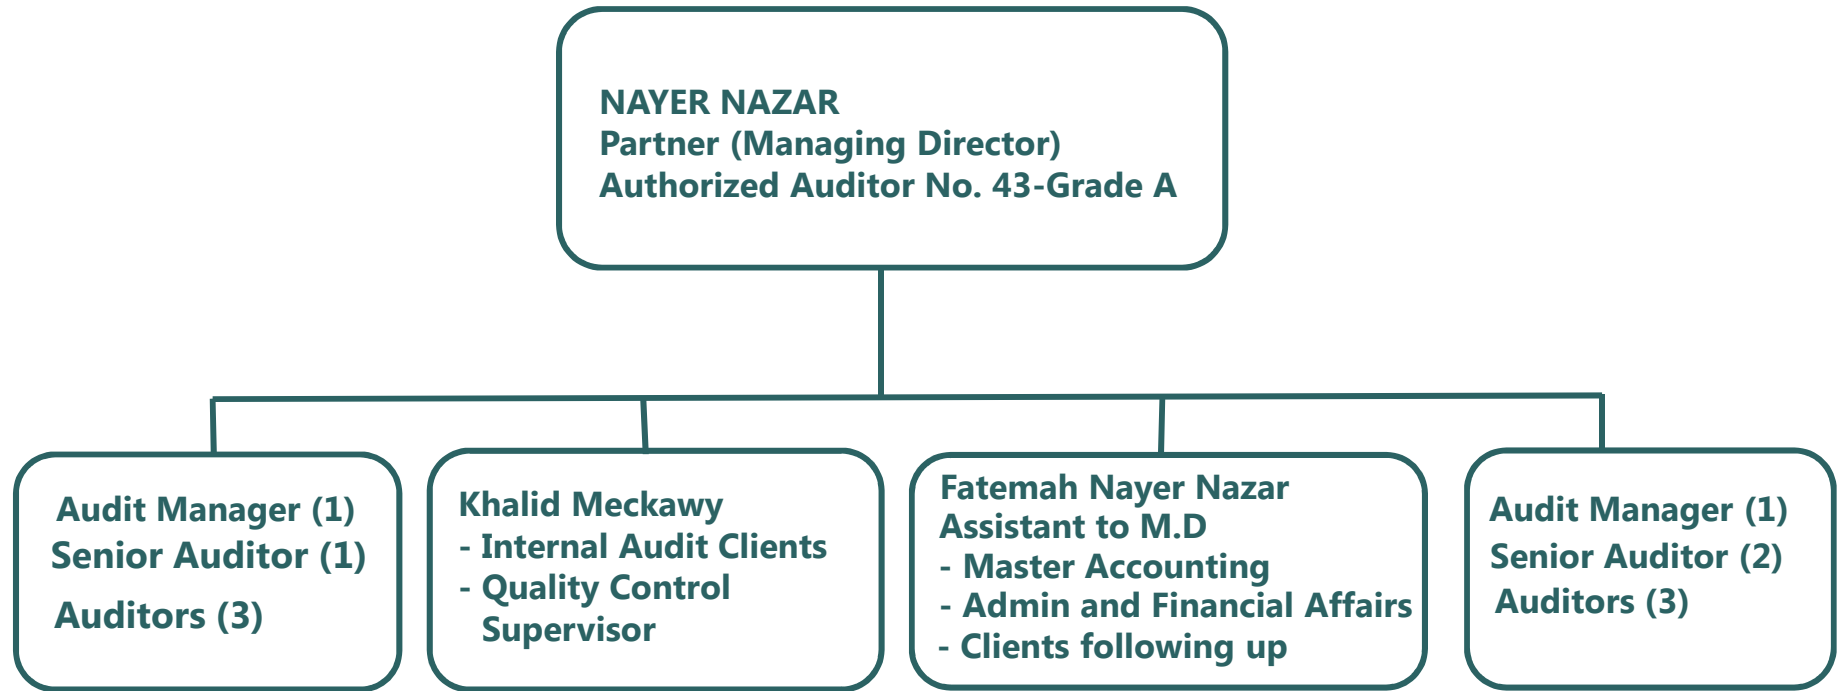 NAYER NAZAR
Partner (Managing Director)
Authorized Auditor No. 43-Grade A
Audit Manager (1)
Senior Auditor (1)
Auditors (3)
Khalid Meckawy
- Internal Audit Clients
- Quality Control
Supervisor
Fatemah Nayer Nazar
Assistant to M.D
- Master Accounting
- Admin and Financial Affairs
- Clients following up
Audit Manager (1)
Senior Auditor (2)
Auditors (3)